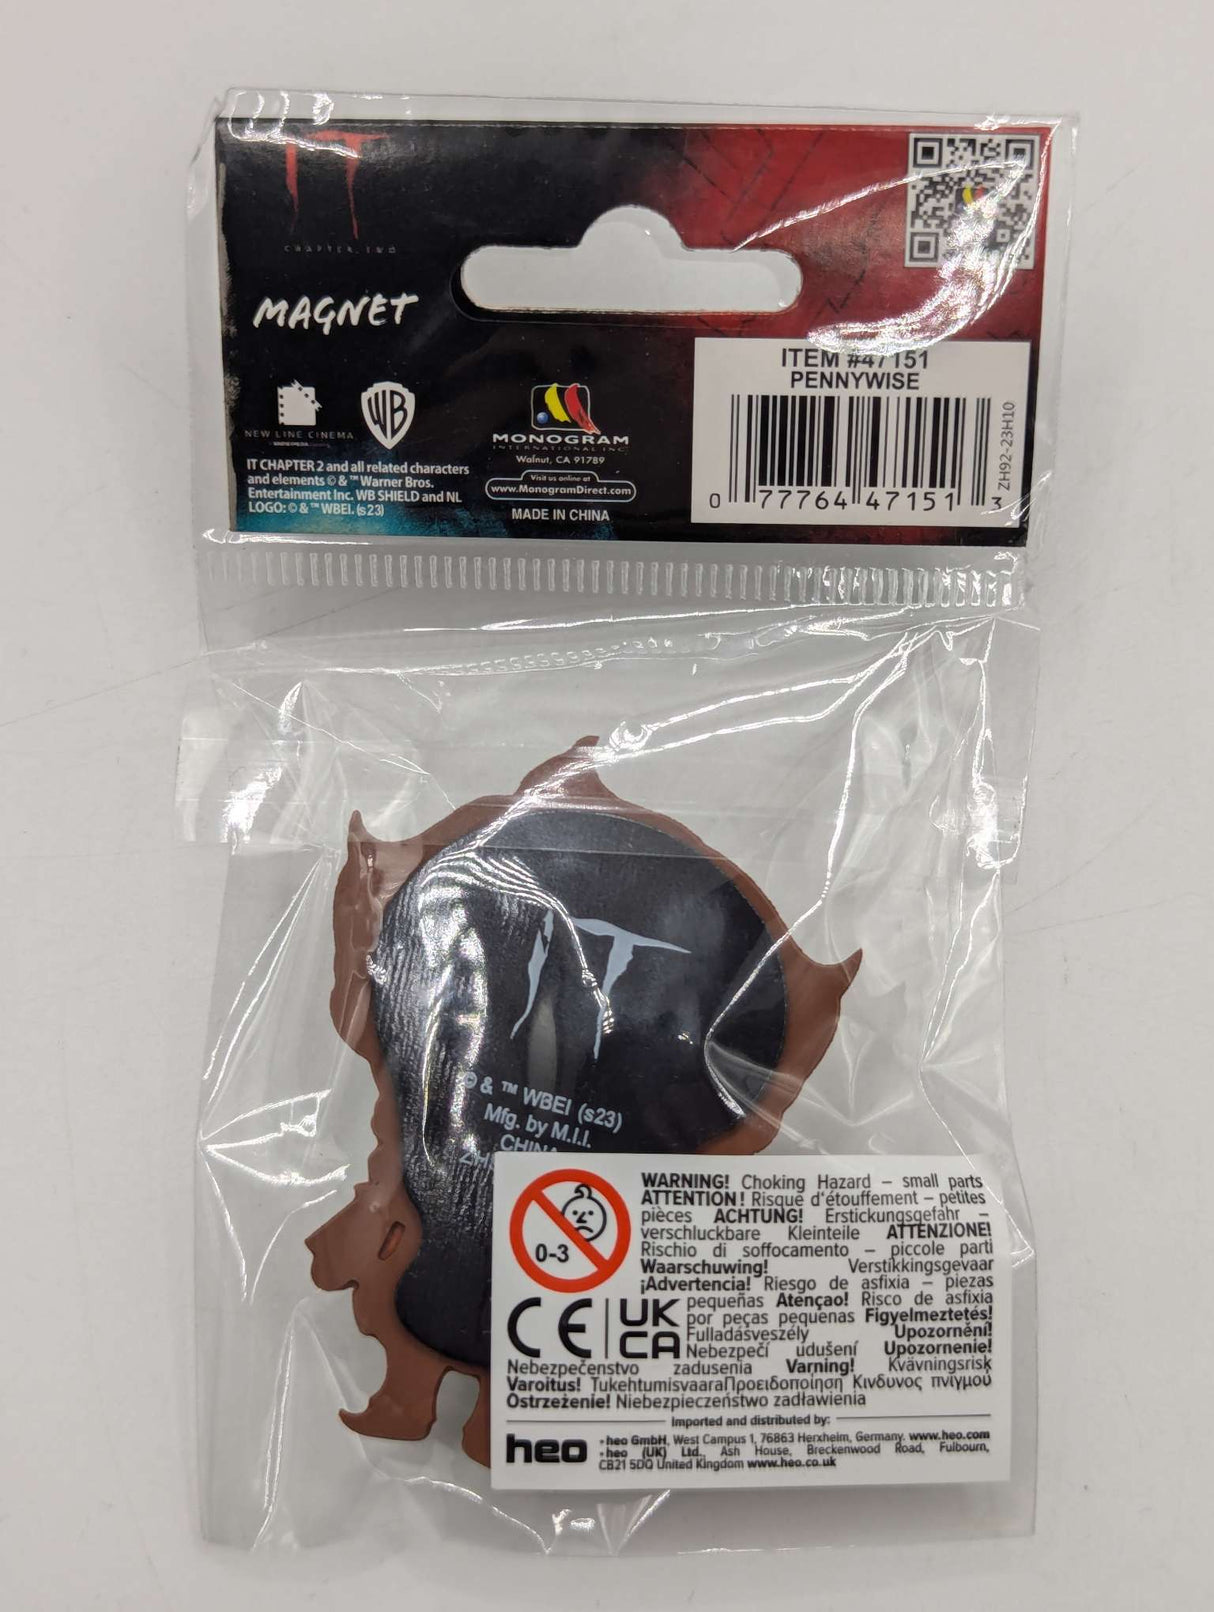 IT
CHAPTER TWO
MAGNET
NEW LINE CINEMA
WB
IT CHAPTER 2 and all related characters
and elements © & ™ Warner Bros.
Entertainment Inc. WB SHIELD and NL
LOGO: © & ™ WBEI. (s23)
MONOGRAM
INTERNATIONAL INC.
Walnut, CA 91789
Visit us online at
www.MonogramDirect.com
MADE IN CHINA
ITEM #47151
PENNYWISE
0 77764 47151 3
ZH92-23H10
IT
© & ™ WBEI (s23)
Mfg. by M.I.I.
CHINA
0-3
WARNING! Choking Hazard – small parts
ATTENTION! Risque d'étouffement – petites
pièces ACHTUNG! Erstickungsgefahr –
verschluckbare Kleinteile ATTENZIONE!
Rischio di soffocamento – piccole parti
Waarschuwing! Verstikkingsgevaar
¡Advertencia! Riesgo de asfixia – piezas
pequeñas Atençao! Risco de asfixia
por peças pequenas Figyelmeztetés!
Fulladásveszély Upozornění!
Nebezpečí udušení Upozornenie!
Nebezpečenstvo zadusenia Varning! Kvävningsrisk
Varoitus! TukehtumisvaaraΠροειδοποίηση Κινδυνος πνίγμού
Ostrzeżenie! Niebezpieczeństwo zadławienia
CE
UK
CA
Imported and distributed by:
heo
• heo GmbH, West Campus 1, 76863 Herxheim, Germany. www.heo.com
• heo (UK) Ltd., Ash House, Breckenwood Road, Fulbourn,
CB21 5DQ United Kingdom www.heo.co.uk